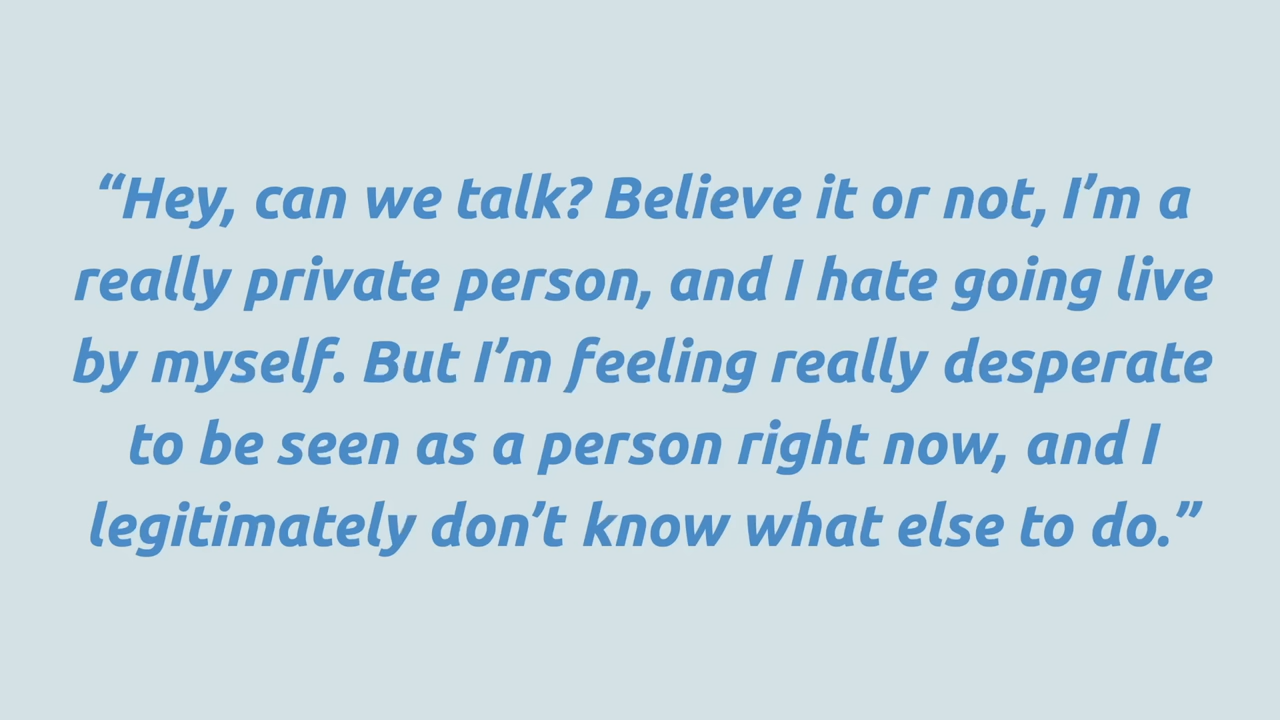 “Hey, can we talk? Believe it or not, I’m a
really private person, and I hate going live
by myself. But I’m feeling really desperate
to be seen as a person right now, and I
legitimately don’t know what else to do.”